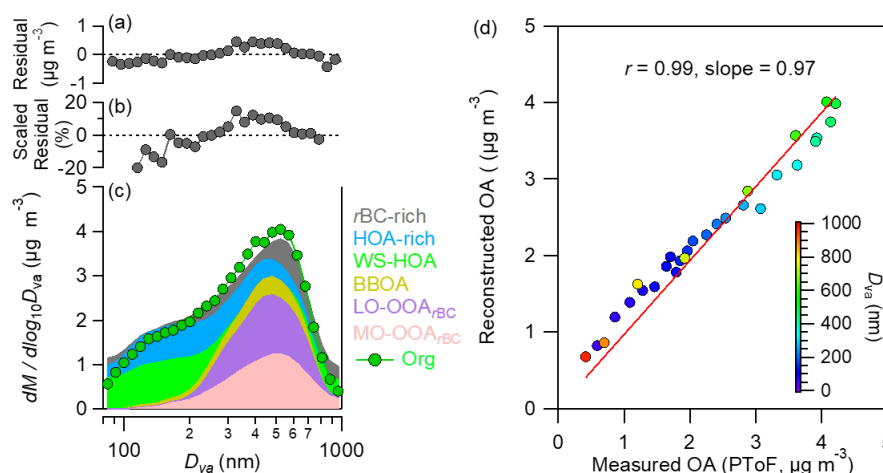 (a)
Residual
(µg m-3)
1
0
-1
(b)
Scaled
Residual
(%)
20
0
-20
(c)
dM / dlog10Dva (µg m-3)
5
4
3
2
1
0
rBC-rich
HOA-rich
WS-HOA
BBOA
LO-OOArBC
MO-OOArBC
Org
100
2
3
4
5
6
7
1000
Dva (nm)
(d)
r = 0.99, slope = 0.97
Reconstructed OA ( (µg m-3)
5
4
3
2
1
0
0
1
2
3
4
5
Measured OA (PToF, µg m-3)
1000
800
600
400
200
0
Dva (nm)